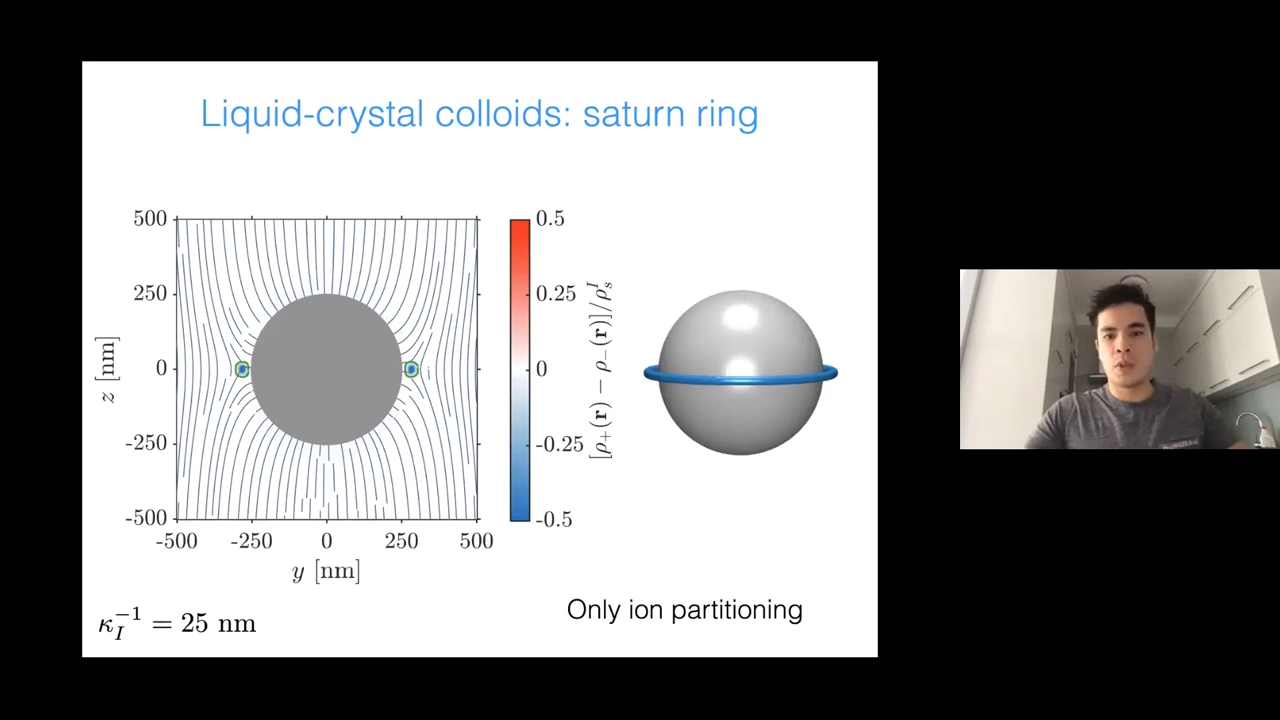 Liquid-crystal colloids: saturn ring
500
250
0
-250
-500
z [nm]
-500 -250 0 250 500
y [nm]
0.5
0.25
0
-0.25
-0.5
[ρ₊(r) − ρ₋(r)]/ρₛᴵ
κ_I⁻¹ = 25 nm
Only ion partitioning